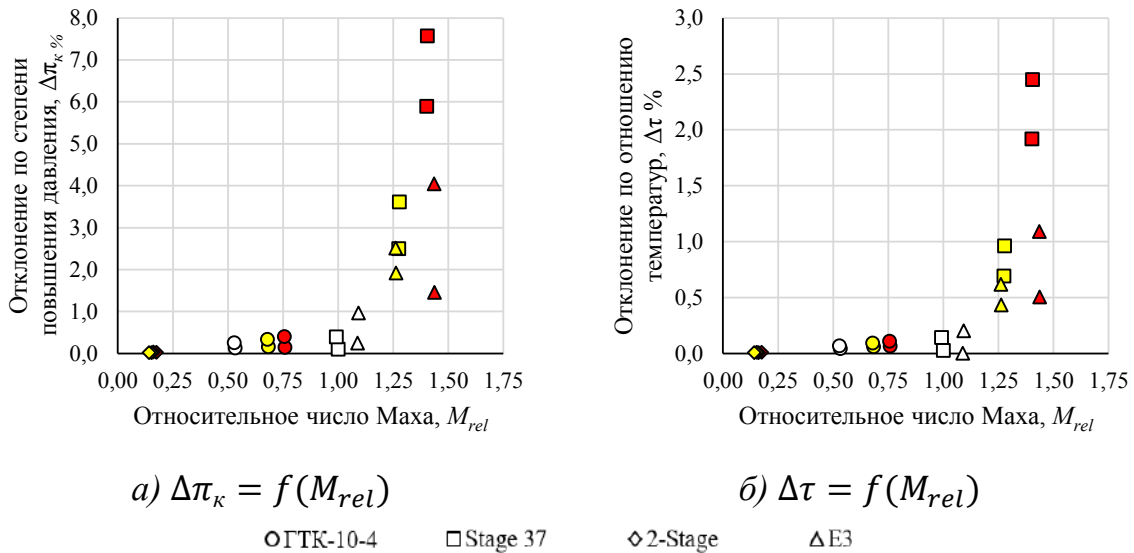 Отклонение по степени
повышения давления, Δπк %
8,0
7,0
6,0
5,0
4,0
3,0
2,0
1,0
0,0
0,00 0,25 0,50 0,75 1,00 1,25 1,50 1,75
Относительное число Маха, Mrel
а) Δπк = f(Mrel)
Отклонение по отношению
температур, Δτ %
3,0
2,5
2,0
1,5
1,0
0,5
0,0
0,00 0,25 0,50 0,75 1,00 1,25 1,50 1,75
Относительное число Маха, Mrel
б) Δτ = f(Mrel)
ГТК-10-4 Stage 37 2-Stage E3